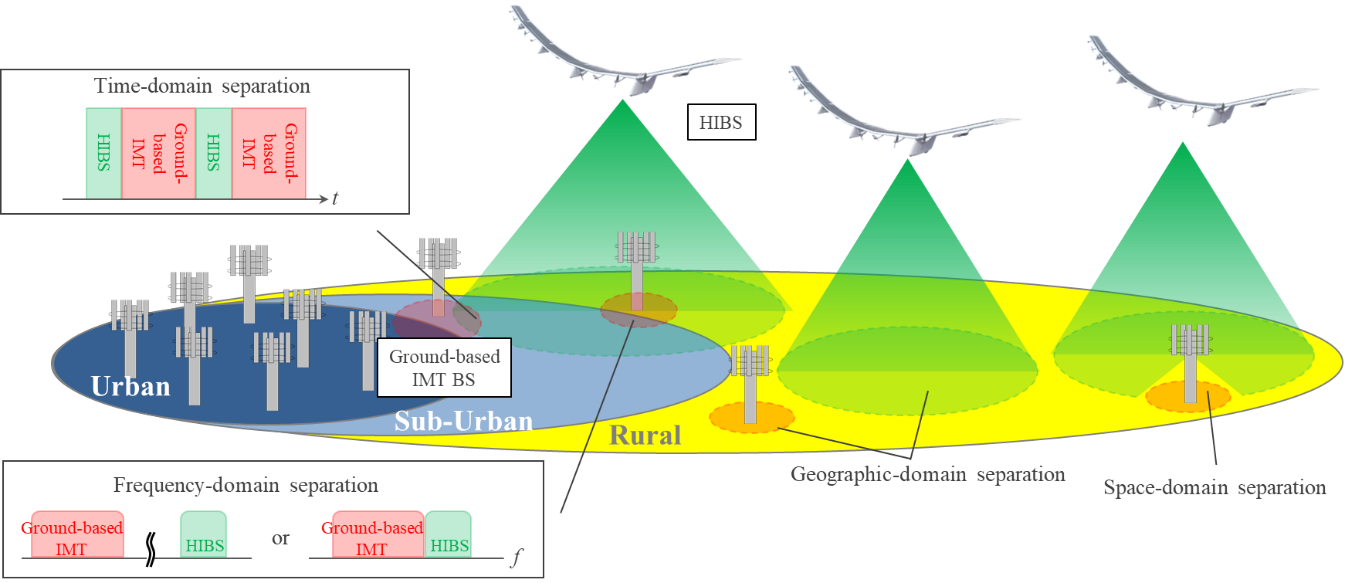 Time-domain separation
HIBS
Ground-
based
IMT
HIBS
Ground-
based
IMT
t
HIBS
Ground-based
IMT BS
Urban
Sub-Urban
Rural
Geographic-domain separation
Space-domain separation
Frequency-domain separation
Ground-based
IMT
HIBS
or
Ground-based
IMT
HIBS
f